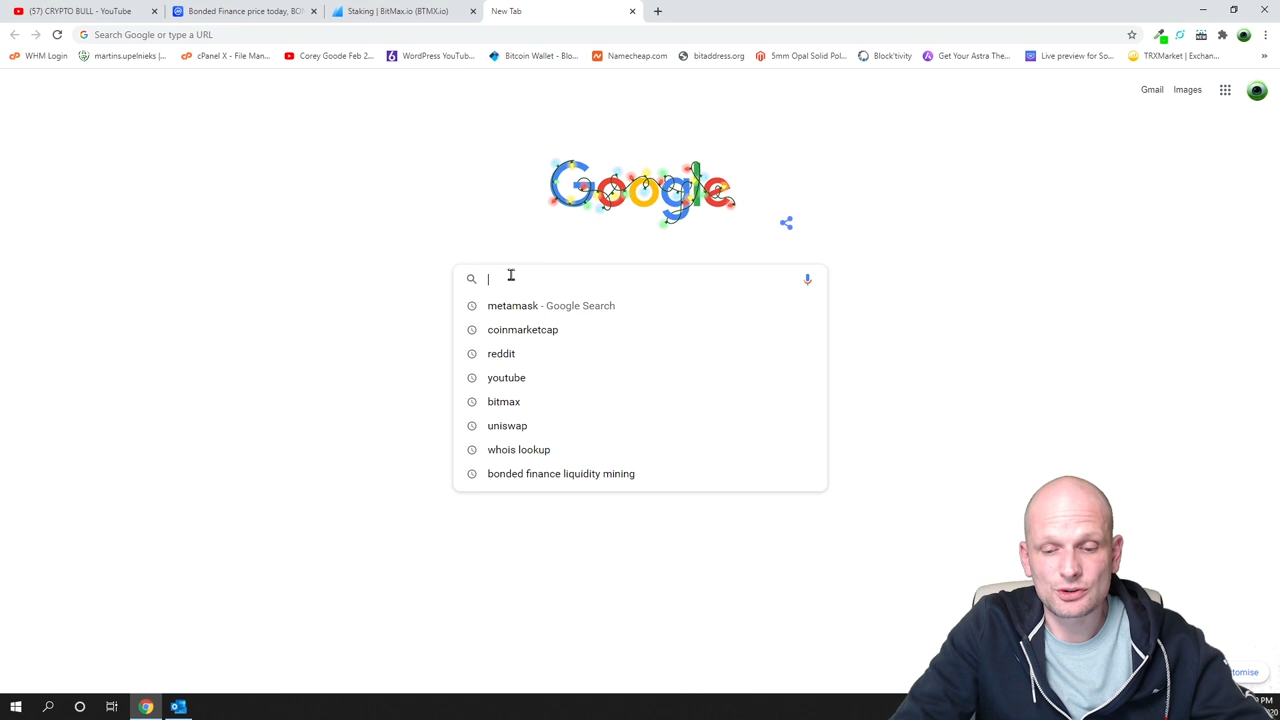 (57) CRYPTO BULL - YouTube
Bonded Finance price today, BON
Staking | BitMax.io (BTMX.io)
New Tab
Search Google or type a URL
WHM Login
martins.upelnieks |...
cPanel X - File Man...
Corey Goode Feb 2...
WordPress YouTub...
Bitcoin Wallet - Blo...
Namecheap.com
bitaddress.org
5mm Opal Solid Pol...
Block'tivity
Get Your Astra The...
Live preview for So...
TRXMarket | Exchan...
Gmail
Images
Google
metamask - Google Search
coinmarketcap
reddit
youtube
bitmax
uniswap
whois lookup
bonded finance liquidity mining
tomise
PM